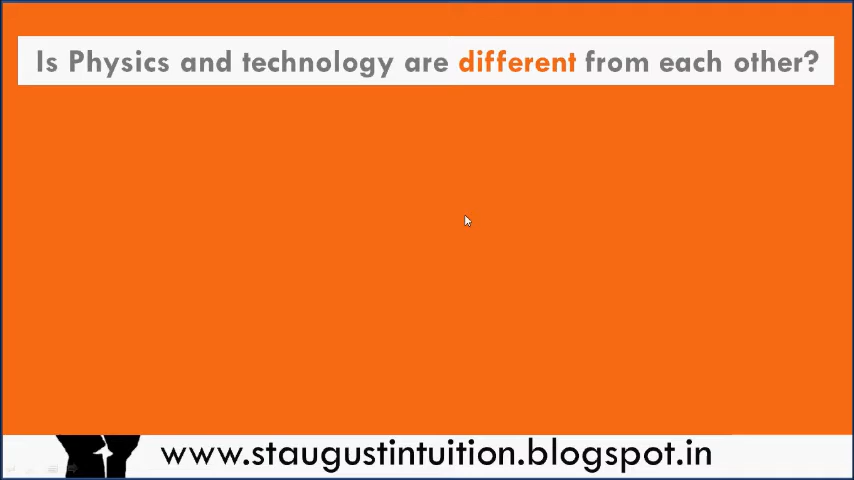 Is Physics and technology are different from each other?
www.staugustintuition.blogspot.in